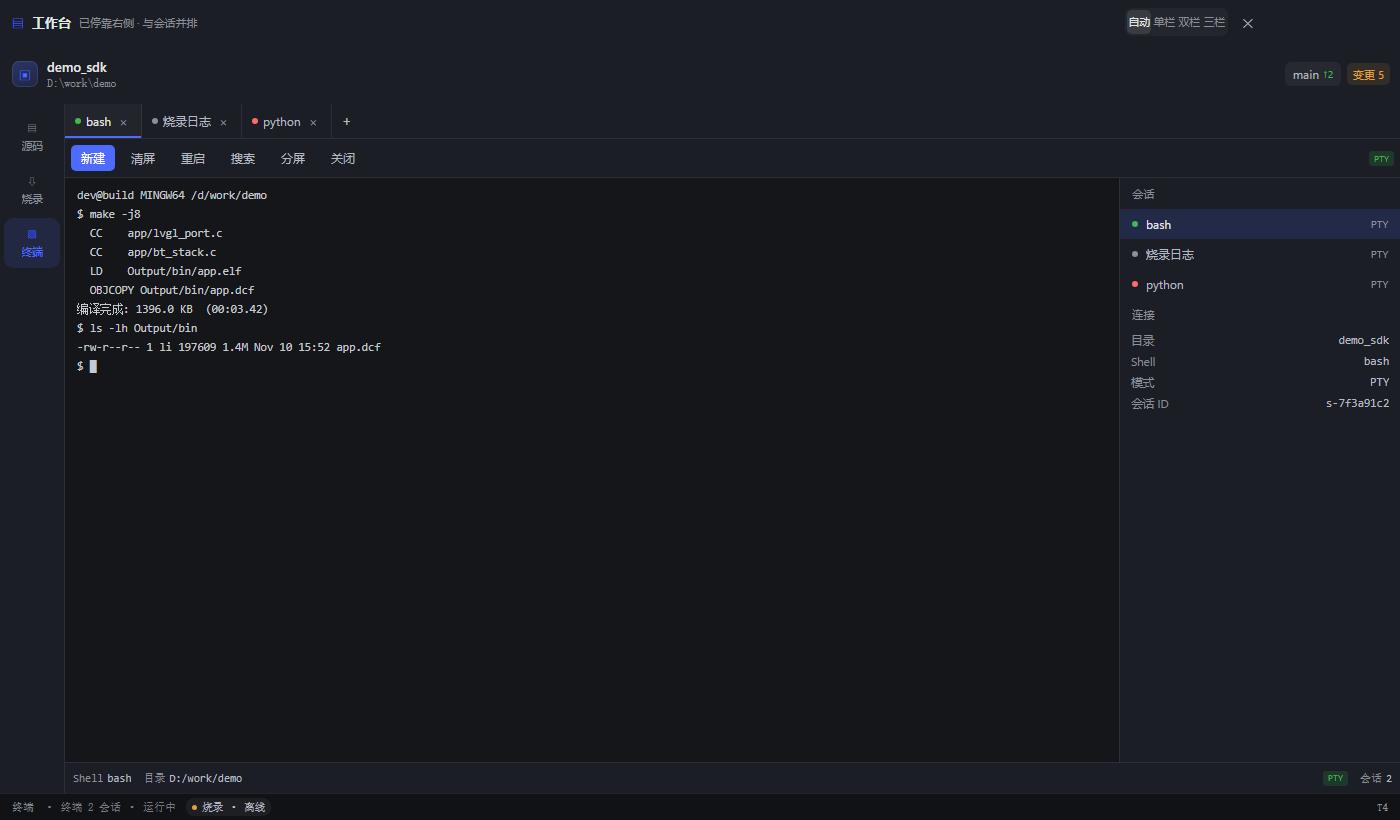 工作台 已停靠右侧 · 与会话并排 自动 单栏 双栏 三栏 ×
demo_sdk
D:\work\demo
main ↑2 变更 5
源码
烧录
终端
bash × 烧录日志 × python × +
新建 清屏 重启 搜索 分屏 关闭 PTY
dev@build MINGW64 /d/work/demo
$ make -j8
CC app/lvgl_port.c
CC app/bt_stack.c
LD Output/bin/app.elf
OBJCOPY Output/bin/app.dcf
编译完成: 1396.0 KB (00:03.42)
$ ls -lh Output/bin
-rw-r--r-- 1 li 197609 1.4M Nov 10 15:52 app.dcf
$
会话
bash PTY
烧录日志 PTY
python PTY
连接
目录 demo_sdk
Shell bash
模式 PTY
会话 ID s-7f3a91c2
Shell bash 目录 D:/work/demo PTY 会话 2
终端 · 终端 2 会话 · 运行中 烧录 · 离线 T4